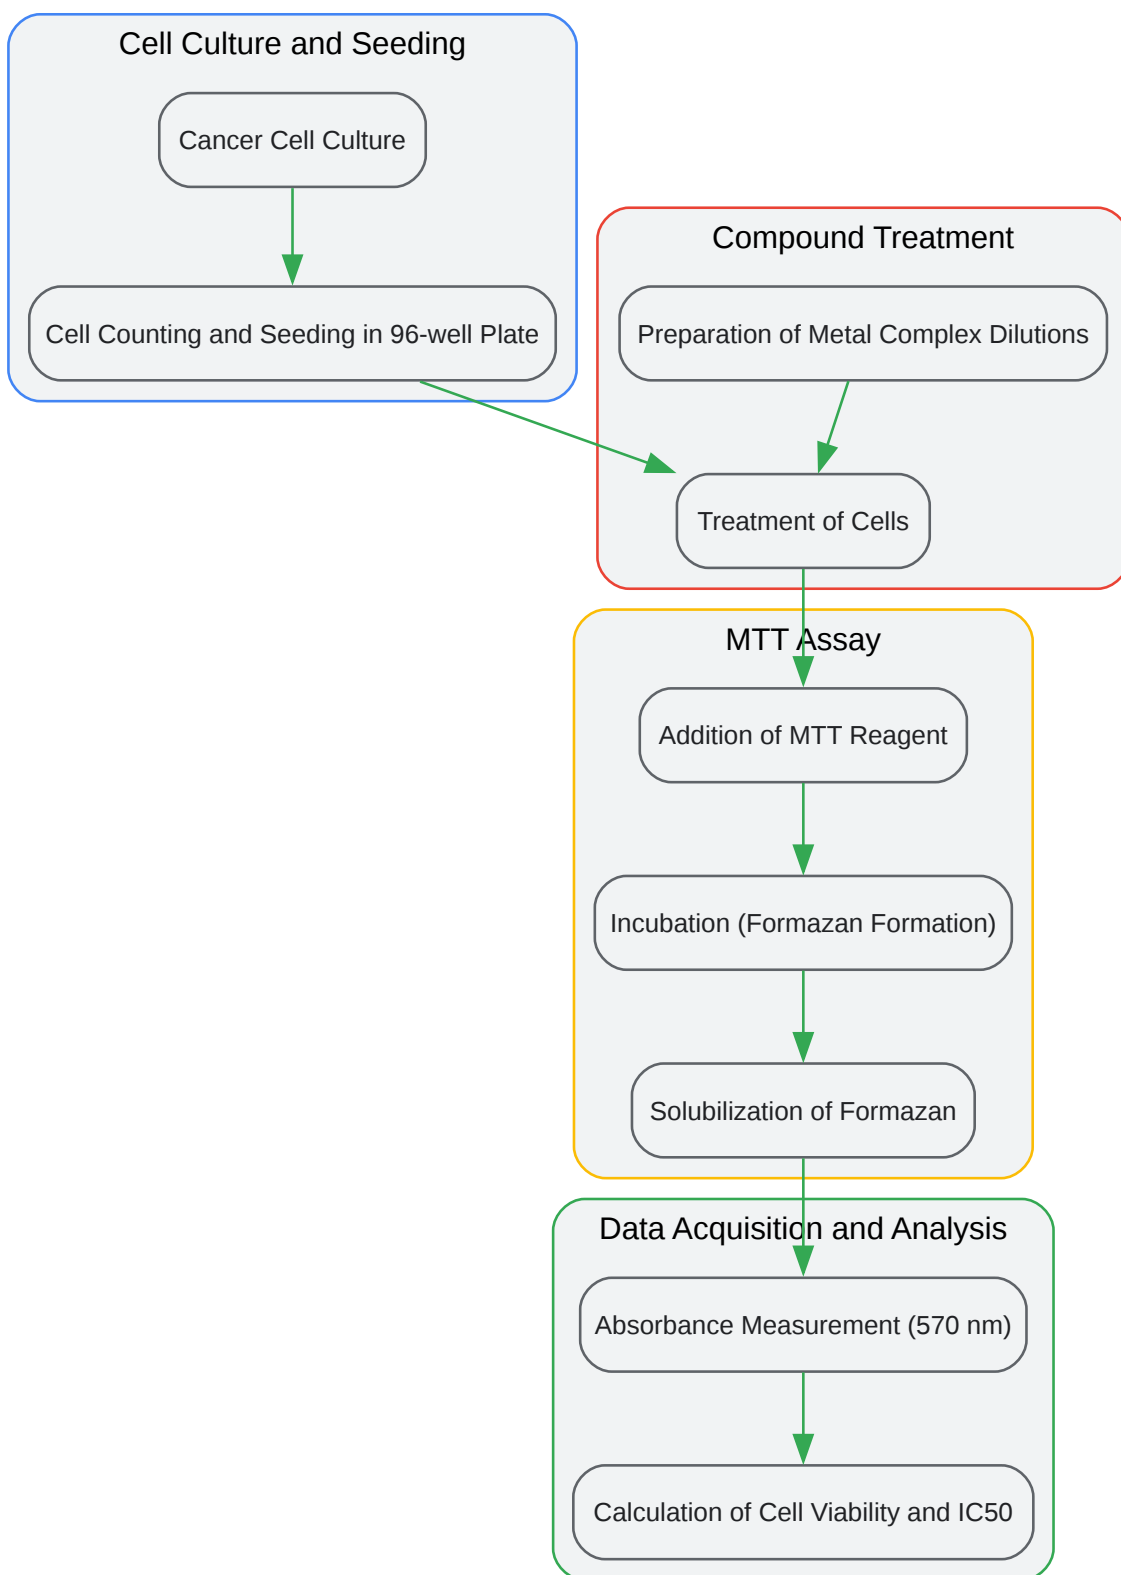 Cell Culture and Seeding
Cancer Cell Culture
Cell Counting and Seeding in 96-well Plate
Compound Treatment
Preparation of Metal Complex Dilutions
Treatment of Cells
MTT Assay
Addition of MTT Reagent
Incubation (Formazan Formation)
Solubilization of Formazan
Data Acquisition and Analysis
Absorbance Measurement (570 nm)
Calculation of Cell Viability and IC50